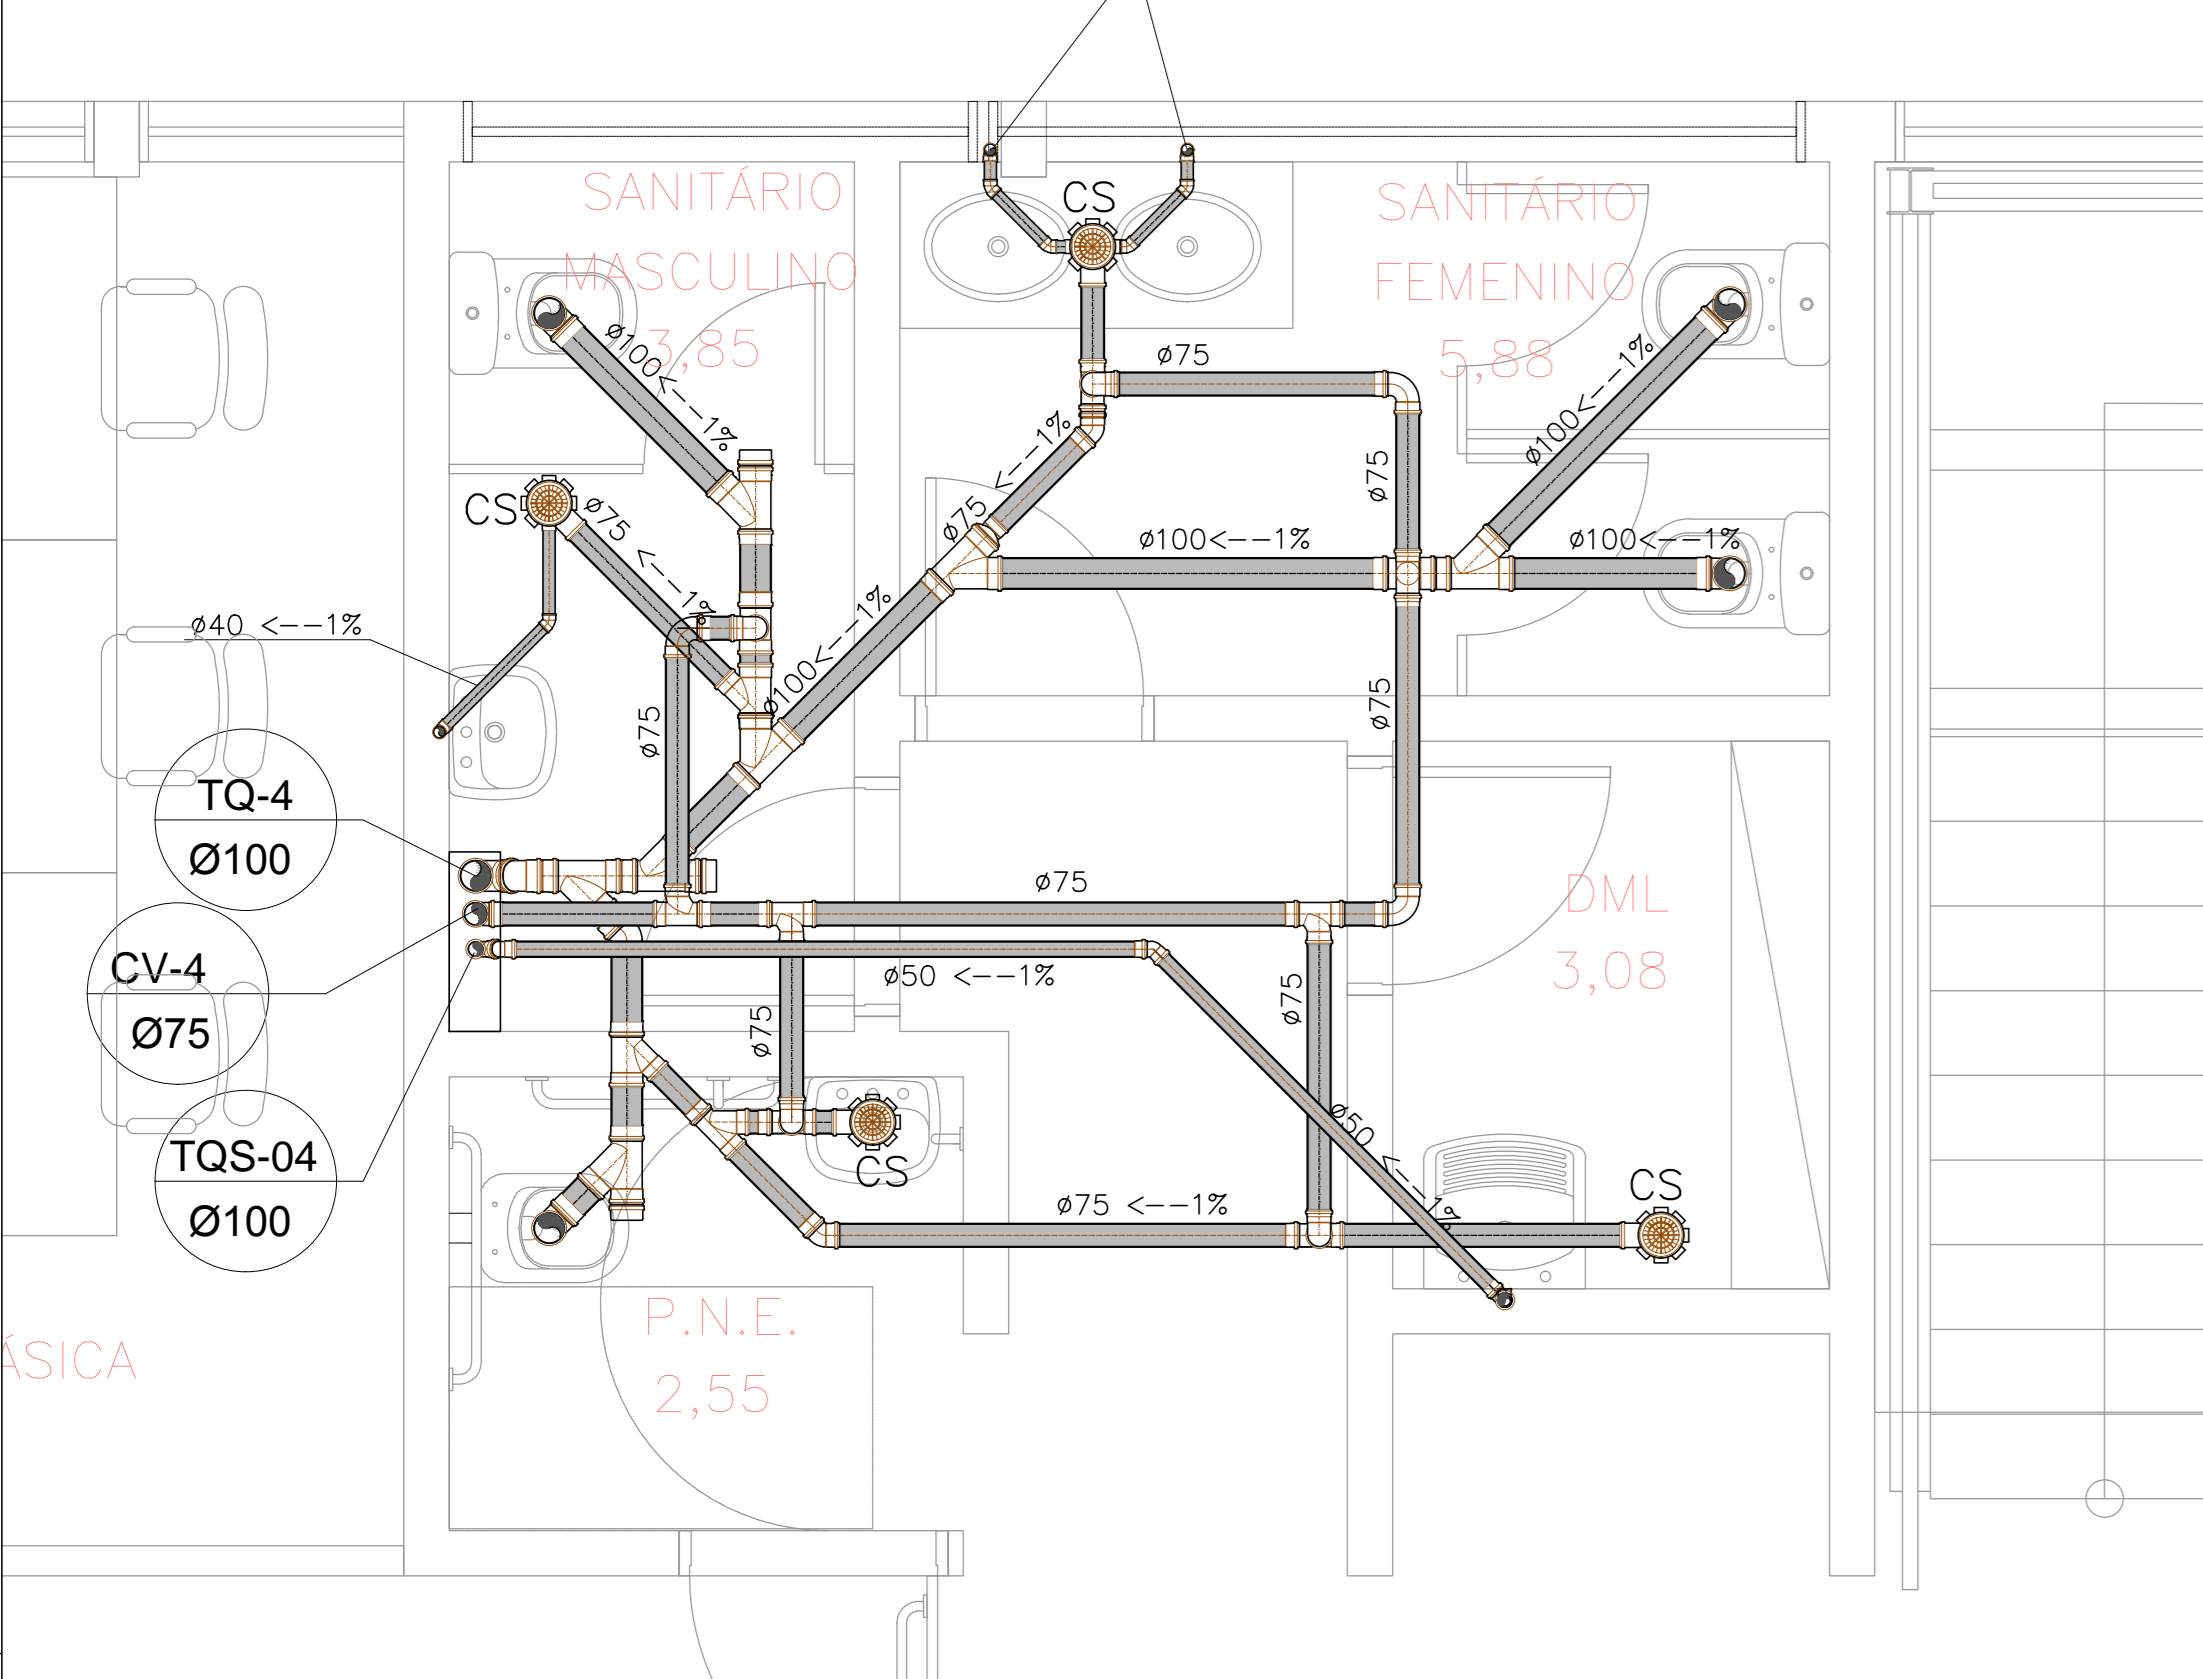 SANITÁRIO
MASCULINO
3,85
CS
SANITÁRIO
FEMENINO
5,88
ø100<--1%
ø75
ø75 <--1%
ø75
ø100<--1%
ø100<--1%
ø100<--1%
CS
ø75 <--1%
ø40 <--1%
ø100<--1%
ø75
ø75
TQ-4
Ø100
ø75
DML
3,08
CV-4
Ø75
ø50 <--1%
ø75
ø75
TQS-04
Ø100
CS
ø50 <--1%
CS
ø75 <--1%
P.N.E.
2,55
ÁSICA